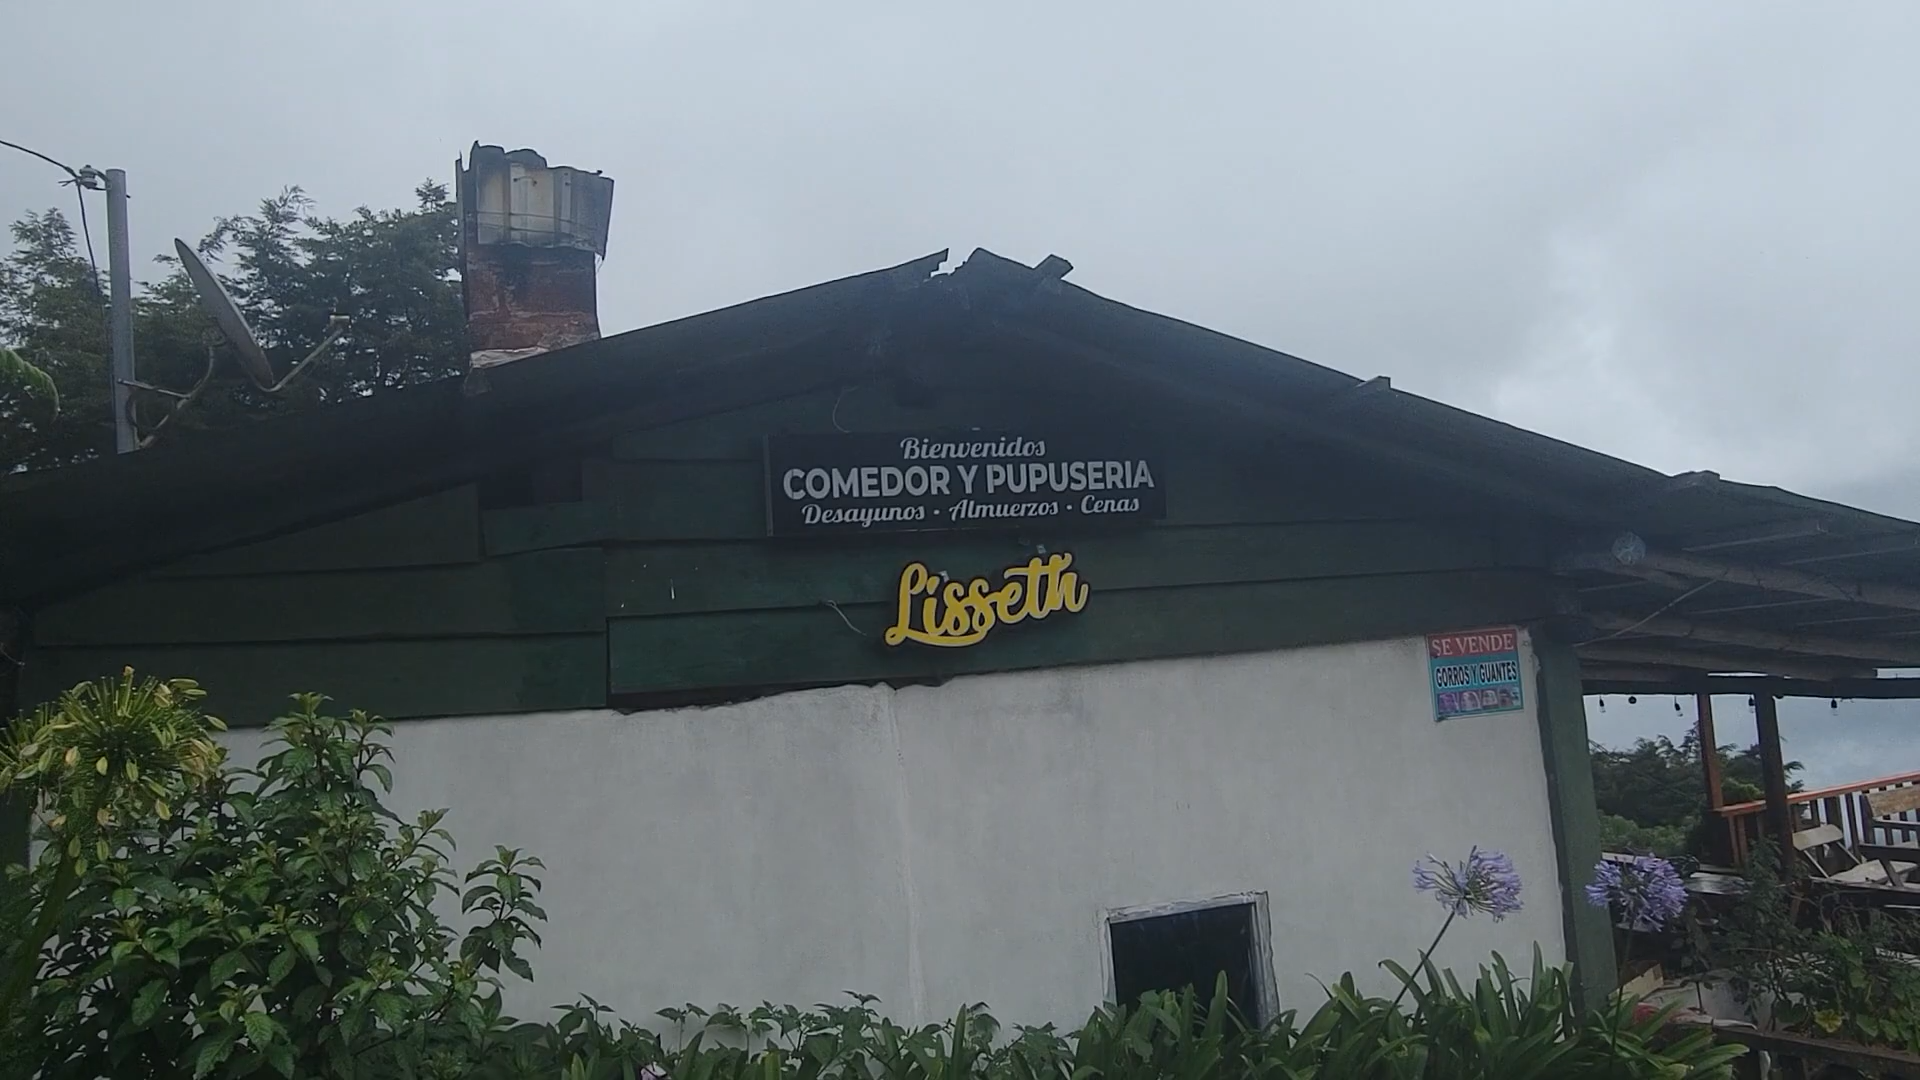 Bienvenidos
COMEDOR Y PUPUSERIA
Desayunos · Almuerzos · Cenas
Lisseth
SE VENDE
GORROS Y GUANTES